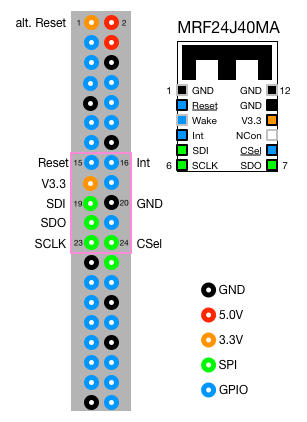 MRF24J40MA
alt. Reset 1 2
1 GND GND 12
Reset GND
Wake V3.3
Int NCon
SDI CSel
6 SCLK SDO 7
Reset 15 16 Int
V3.3
SDI 19 20 GND
SDO
SCLK 23 24 CSel
GND
5.0V
3.3V
SPI
GPIO